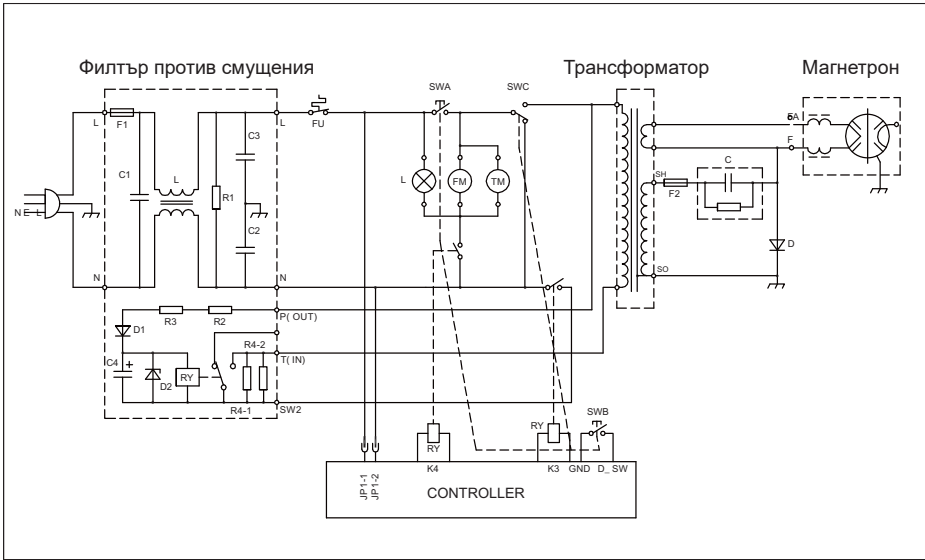 Филтър против смущения
Трансформатор
Магнетрон
SWA
SWC
L
F1
L
FU
C3
FA
F
C1
L
R1
L
FM
TM
C
SH
F2
N E L
C2
D
N
N
SO
P( OUT)
R3
R2
D1
R4-2
T( IN)
C4
+
D2
RY
R4-1
SW2
SWB
RY
RY
JP1-1
JP1-2
K4
K3
GND
D_ SW
CONTROLLER